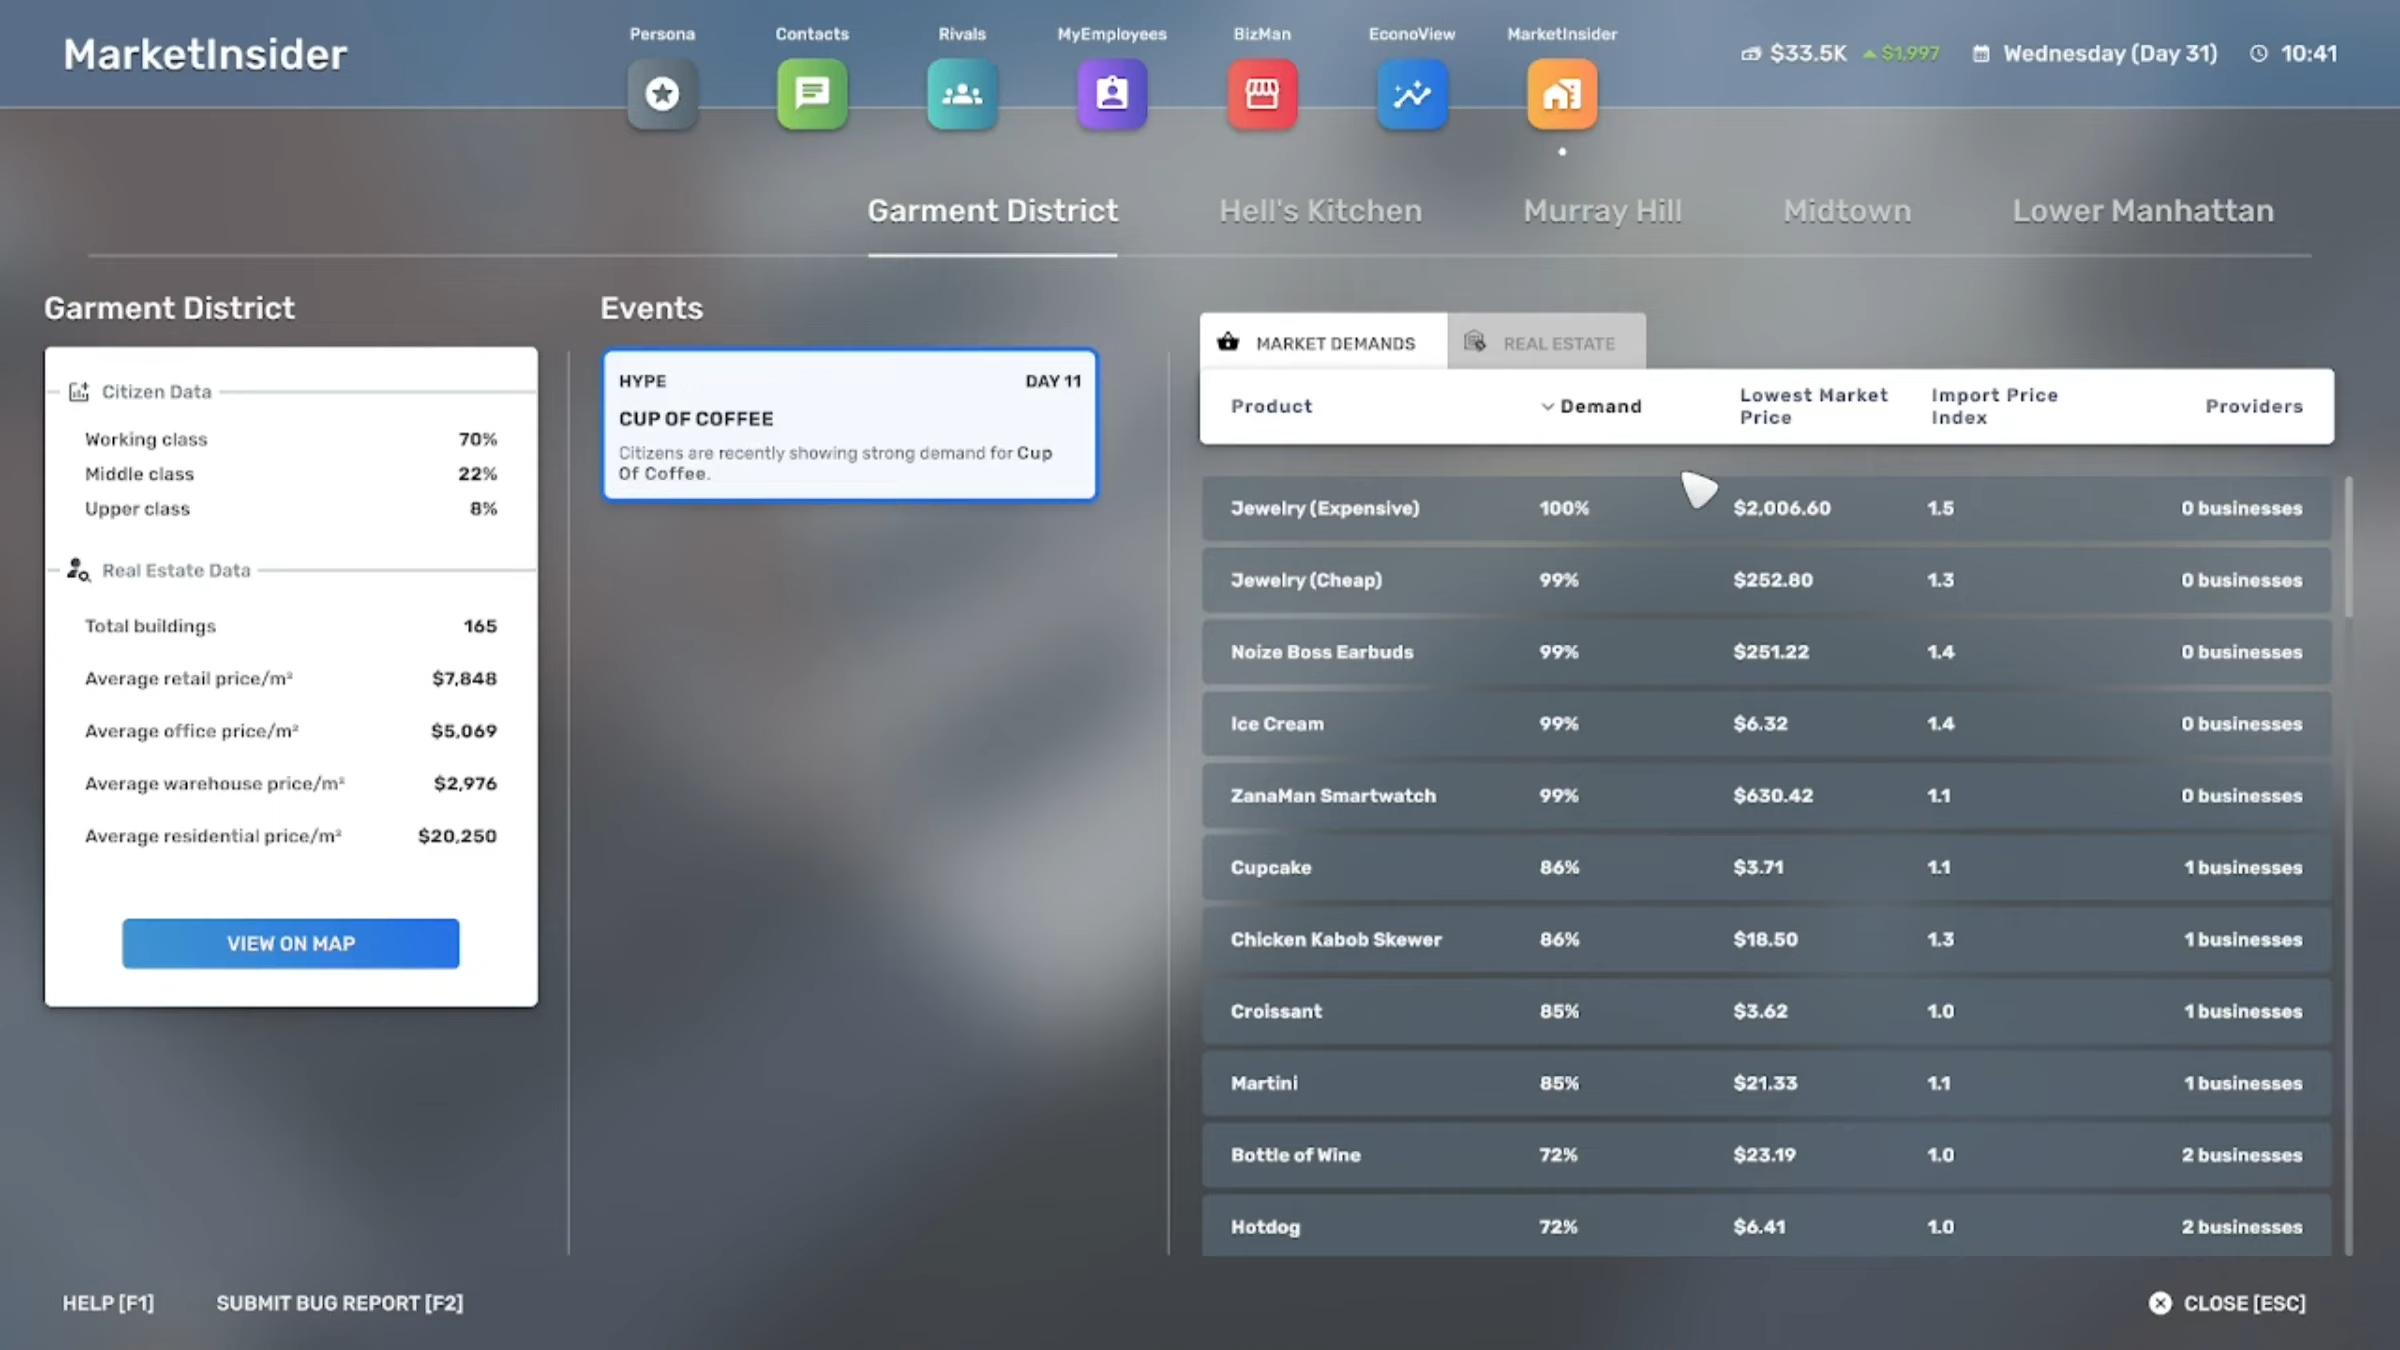 MarketInsider
Persona
Contacts
Rivals
MyEmployees
BizMan
EconoView
MarketInsider
$33.5K $1,997 Wednesday (Day 31) 10:41
Garment District
Hell's Kitchen
Murray Hill
Midtown
Lower Manhattan
Garment District
Citizen Data
Working class 70%
Middle class 22%
Upper class 8%
Real Estate Data
Total buildings 165
Average retail price/m² $7,848
Average office price/m² $5,069
Average warehouse price/m² $2,976
Average residential price/m² $20,250
VIEW ON MAP
Events
HYPE DAY 11
CUP OF COFFEE
Citizens are recently showing strong demand for Cup
Of Coffee.
MARKET DEMANDS
REAL ESTATE
Product Demand Lowest Market Price Import Price Index Providers
Jewelry (Expensive) 100% $2,006.60 1.5 0 businesses
Jewelry (Cheap) 99% $252.80 1.3 0 businesses
Noize Boss Earbuds 99% $251.22 1.4 0 businesses
Ice Cream 99% $6.32 1.4 0 businesses
ZanaMan Smartwatch 99% $630.42 1.1 0 businesses
Cupcake 86% $3.71 1.1 1 businesses
Chicken Kabob Skewer 86% $18.50 1.3 1 businesses
Croissant 85% $3.62 1.0 1 businesses
Martini 85% $21.33 1.1 1 businesses
Bottle of Wine 72% $23.19 1.0 2 businesses
Hotdog 72% $6.41 1.0 2 businesses
HELP [F1]
SUBMIT BUG REPORT [F2]
CLOSE [ESC]